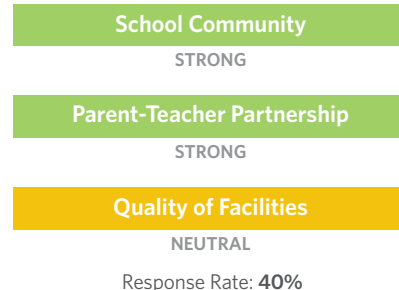 School Community
STRONG
Parent-Teacher Partnership
STRONG
Quality of Facilities
NEUTRAL
Response Rate: 40%